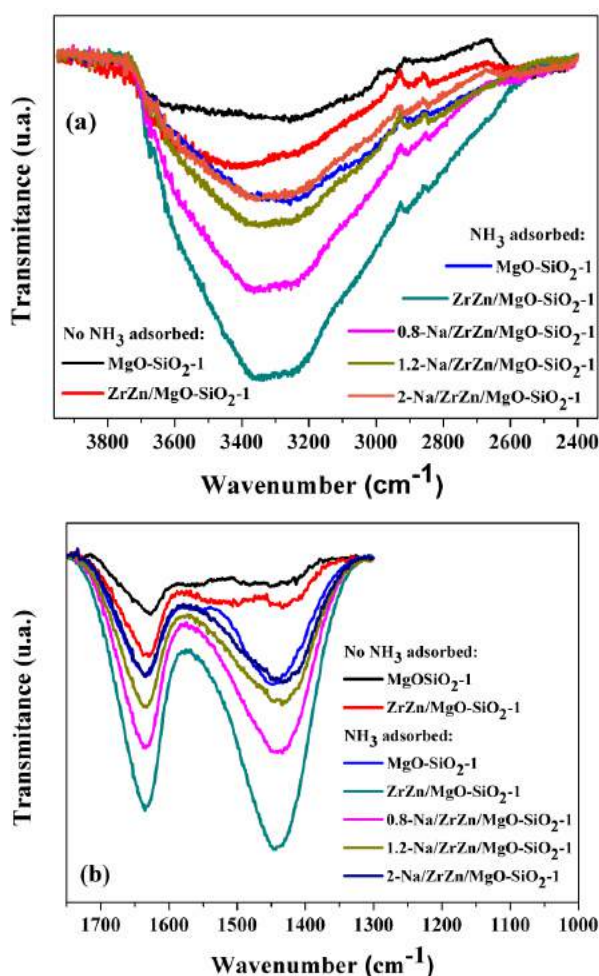 (a)
Transmitance (u.a.)
No NH3 adsorbed:
MgO-SiO2-1
ZrZn/MgO-SiO2-1
NH3 adsorbed:
MgO-SiO2-1
ZrZn/MgO-SiO2-1
0.8-Na/ZrZn/MgO-SiO2-1
1.2-Na/ZrZn/MgO-SiO2-1
2-Na/ZrZn/MgO-SiO2-1
3800 3600 3400 3200 3000 2800 2600 2400
Wavenumber (cm-1)
Transmitance (u.a.)
No NH3 adsorbed:
MgOSiO2-1
ZrZn/MgO-SiO2-1
NH3 adsorbed:
MgO-SiO2-1
ZrZn/MgO-SiO2-1
0.8-Na/ZrZn/MgO-SiO2-1
1.2-Na/ZrZn/MgO-SiO2-1
2-Na/ZrZn/MgO-SiO2-1
(b)
1700 1600 1500 1400 1300 1200 1100 1000
Wavenumber (cm-1)